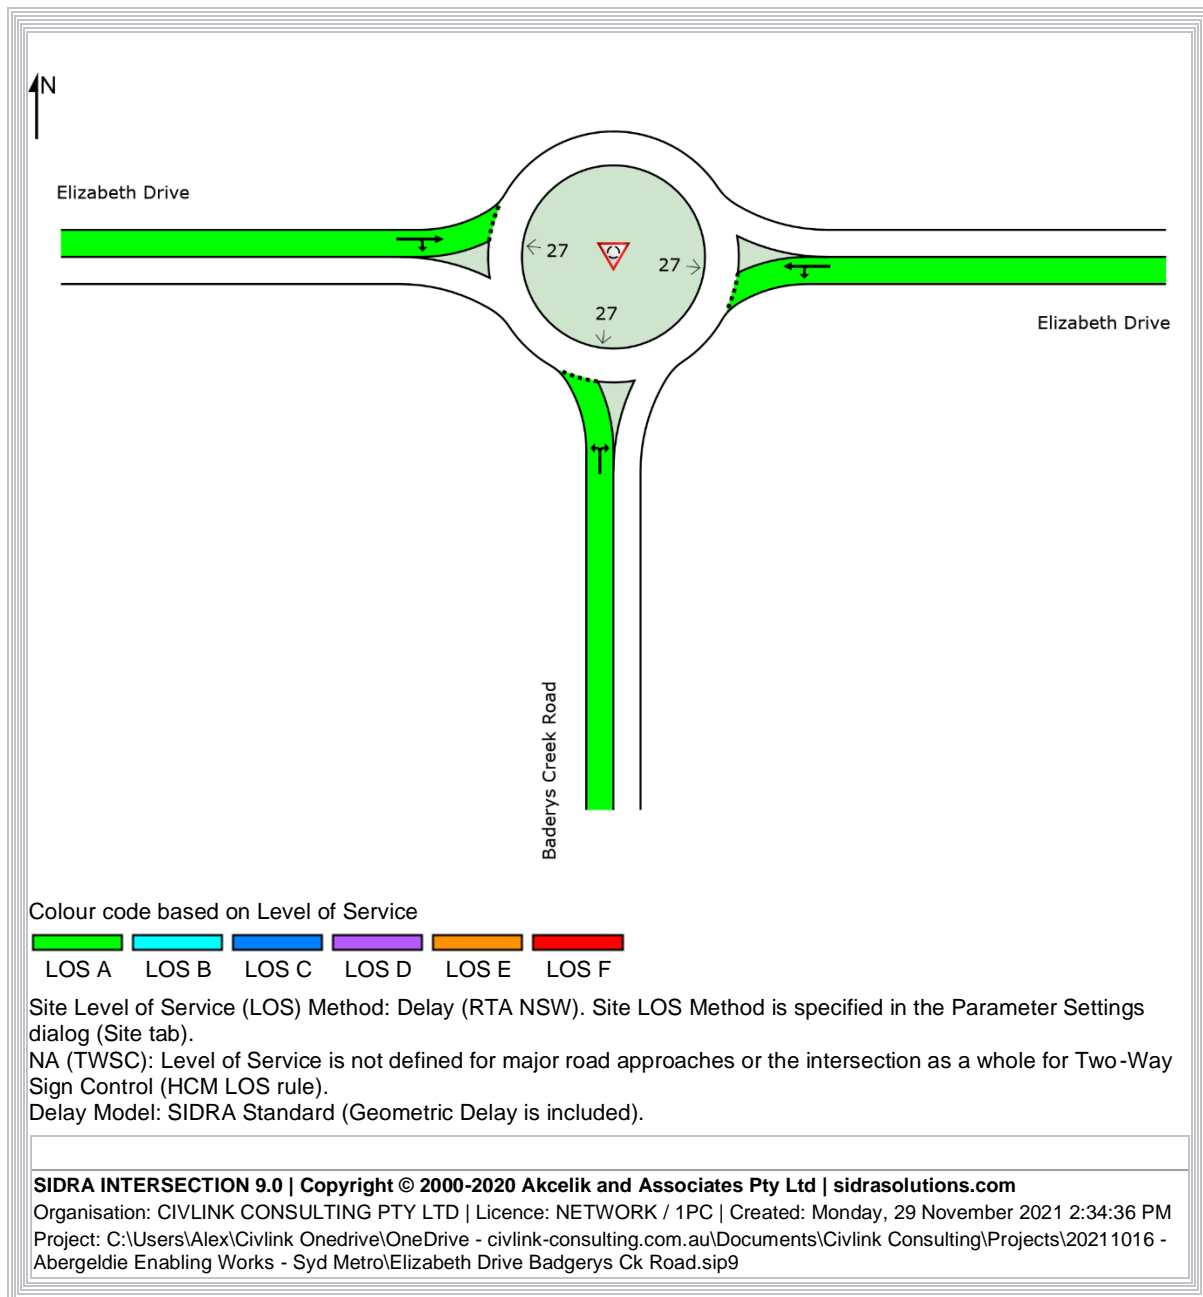 N
Elizabeth Drive
27
27
27
Elizabeth Drive
Baderys Creek Road
Colour code based on Level of Service
LOS A LOS B LOS C LOS D LOS E LOS F
Site Level of Service (LOS) Method: Delay (RTA NSW). Site LOS Method is specified in the Parameter Settings
dialog (Site tab).
NA (TWSC): Level of Service is not defined for major road approaches or the intersection as a whole for Two-Way
Sign Control (HCM LOS rule).
Delay Model: SIDRA Standard (Geometric Delay is included).
SIDRA INTERSECTION 9.0 | Copyright © 2000-2020 Akcelik and Associates Pty Ltd | sidrasolutions.com
Organisation: CIVLINK CONSULTING PTY LTD | Licence: NETWORK / 1PC | Created: Monday, 29 November 2021 2:34:36 PM
Project: C:\Users\Alex\Civlink Onedrive\OneDrive - civlink-consulting.com.au\Documents\Civlink Consulting\Projects\20211016 -
Abergeldie Enabling Works - Syd Metro\Elizabeth Drive Badgerys Ck Road.sip9